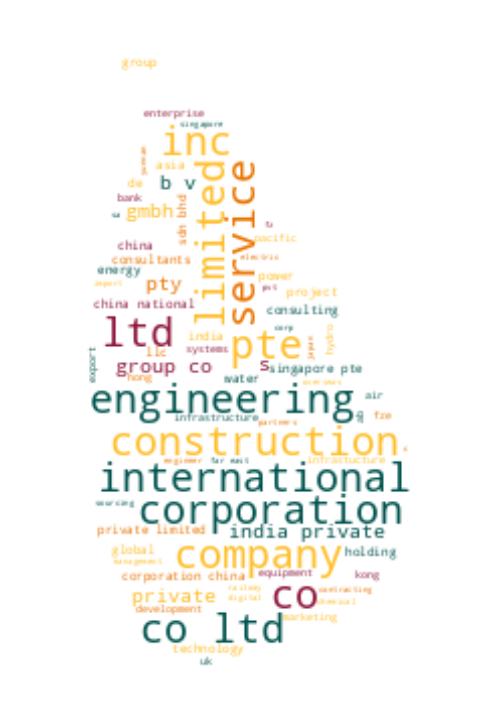 group
enterprise
singapore
inc
asia
limited
service
de
b v
bank
gmbh
sdn bhd
pacific
china
consultants
electric
energy
power
import
pty
pvt
project
china national
consulting
ltd
corp
india
pte
hydro
japan
llc
systems
group co
s
singapore pte
export
hong
water
overseas
engineering
air
infrastructure
fze
partners
construction
engineer
far east
infrastucture
international
sourcing
corporation
private limited
india private
global
company
holding
management
corporation china
equipment
kong
railway
contracting
private
digital
co
chemical
development
co ltd
marketing
technology
uk